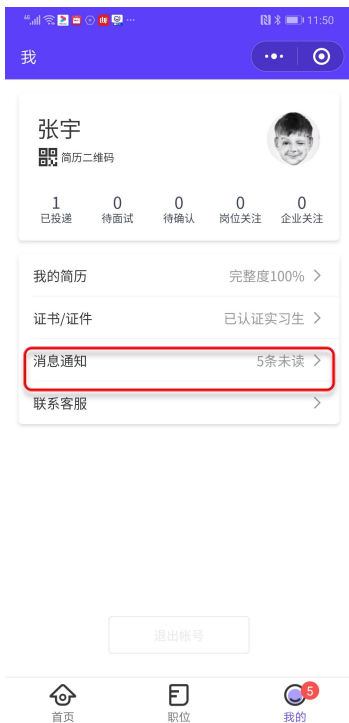 46 11:50
我
张宇
简历二维码
1 0 0 0 0
已投递 待面试 待确认 岗位关注 企业关注
我的简历 完整度100%
证书/证件 已认证实习生
消息通知 5条未读
联系客服
退出帐号
5
首页 职位 我的